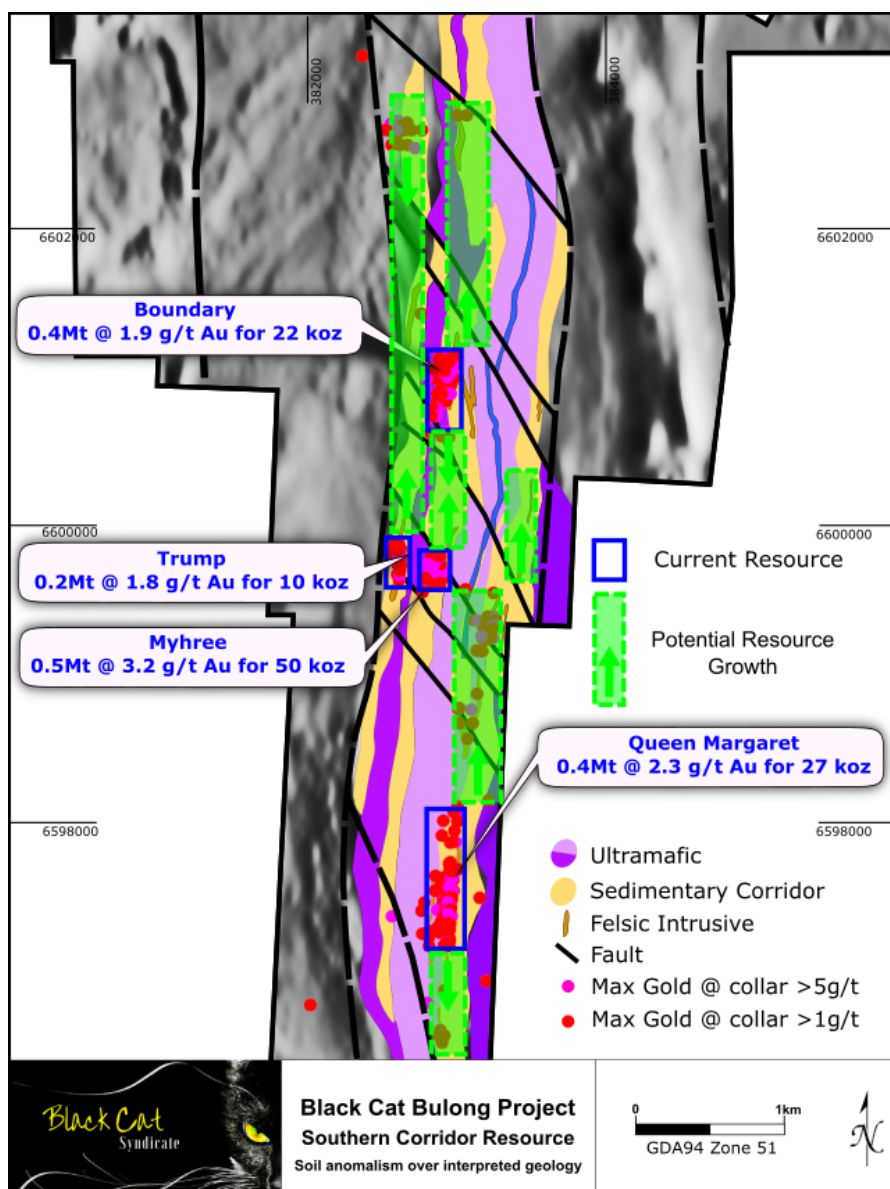 382000
384000
6602000
6602000
Boundary
0.4Mt @ 1.9 g/t Au for 22 koz
6600000
6600000
Trump
0.2Mt @ 1.8 g/t Au for 10 koz
Myhree
0.5Mt @ 3.2 g/t Au for 50 koz
Current Resource
Potential Resource
Growth
Queen Margaret
0.4Mt @ 2.3 g/t Au for 27 koz
6598000
6598000
Ultramafic
Sedimentary Corridor
Felsic Intrusive
Fault
Max Gold @ collar >5g/t
Max Gold @ collar >1g/t
Black Cat
Syndicate
Black Cat Bulong Project
Southern Corridor Resource
Soil anomalism over interpreted geology
0 1km
GDA94 Zone 51
N